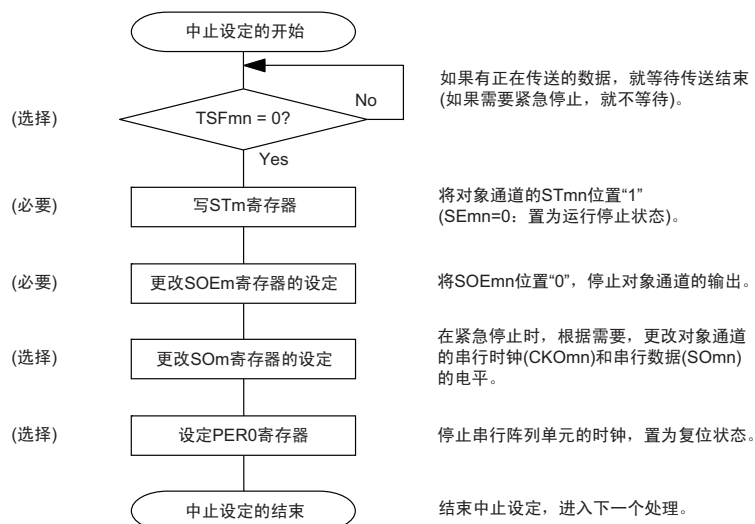 中止设定的开始
如果有正在传送的数据，就等待传送结束
(如果需要紧急停止，就不等待)。
No
(选择)
TSFmn = 0?
Yes
(必要)
写STm寄存器
将对象通道的STmn位置“1”
(SEmn=0：置为运行停止状态)。
(必要)
更改SOEm寄存器的设定
将SOEmn位置“0”，停止对象通道的输出。
(选择)
更改SOm寄存器的设定
在紧急停止时，根据需要，更改对象通道
的串行时钟(CKOmn)和串行数据(SOmn)
的电平。
(选择)
设定PER0寄存器
停止串行阵列单元的时钟，置为复位状态。
中止设定的结束
结束中止设定，进入下一个处理。